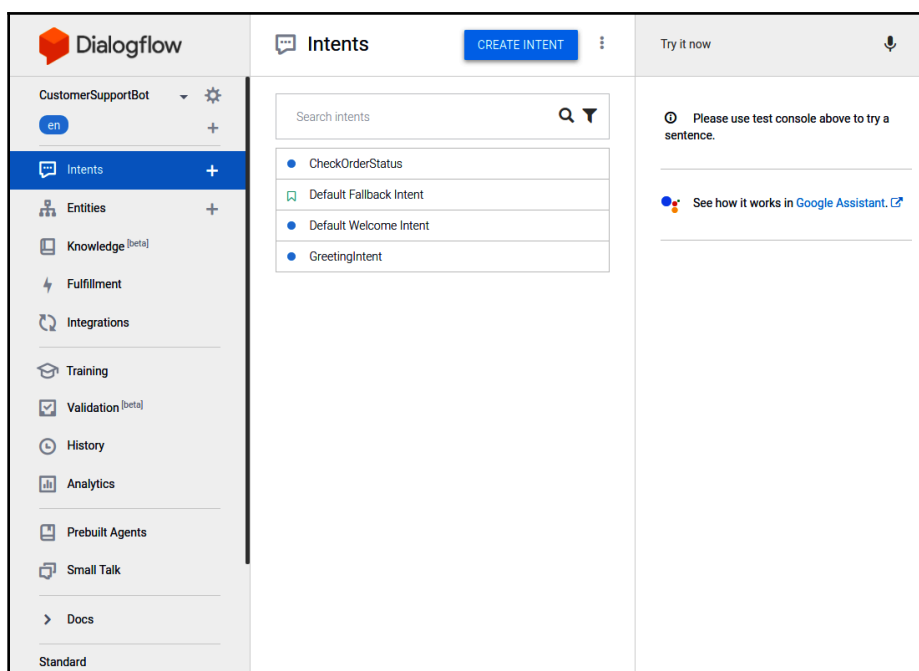 Dialogflow
CustomerSupportBot
en
Intents
Entities
Knowledge [beta]
Fulfillment
Integrations
Training
Validation [beta]
History
Analytics
Prebuilt Agents
Small Talk
Docs
Standard
Intents
CREATE INTENT
Search intents
CheckOrderStatus
Default Fallback Intent
Default Welcome Intent
GreetingIntent
Try it now
Please use test console above to try a
sentence.
See how it works in Google Assistant.